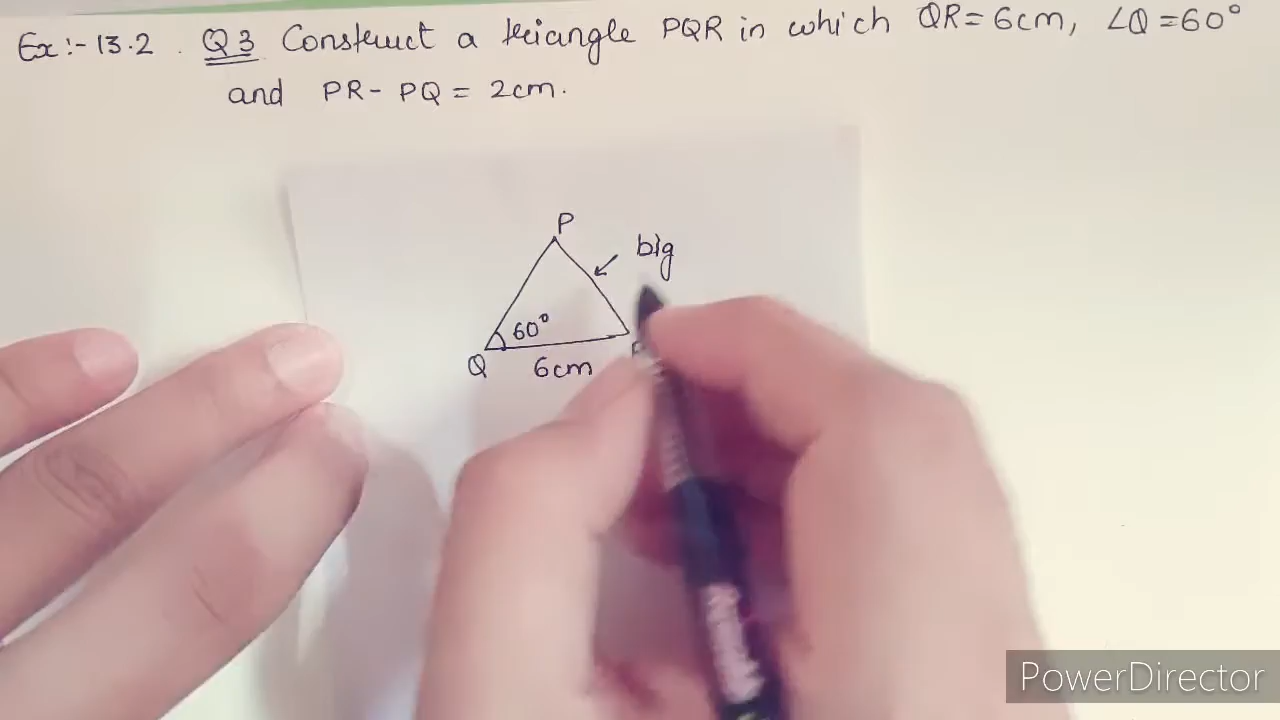 Ex:- 13.2 . Q3 Construct a triangle PQR in which QR = 6cm, ∠Q = 60°
and PR - PQ = 2cm.
P
big
60°
Q 6cm
PowerDirector